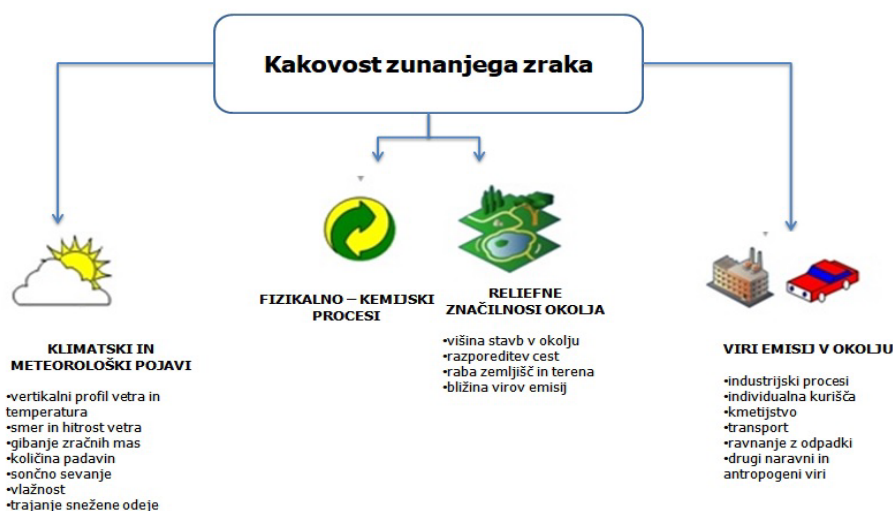 Kakovost zunanjega zraka
KLIMATSKI IN
METEOROLOŠKI POJAVI
•vertikalni profil vetra in
temperatura
•smer in hitrost vetra
•gibanje zračnih mas
•količina padavin
•sončno sevanje
•vlažnost
•trajanje snežene odeje
FIZIKALNO – KEMIJSKI
PROCESI
RELIEFNE
ZNAČILNOSI OKOLJA
•višina stavb v okolju
•razporeditev cest
•raba zemljišč in terena
•bližina virov emisij
VIRI EMISIJ V OKOLJU
•industrijski procesi
•individualna kurišča
•kmetijstvo
•transport
•ravnanje z odpadki
•drugi naravni in
antropogeni viri